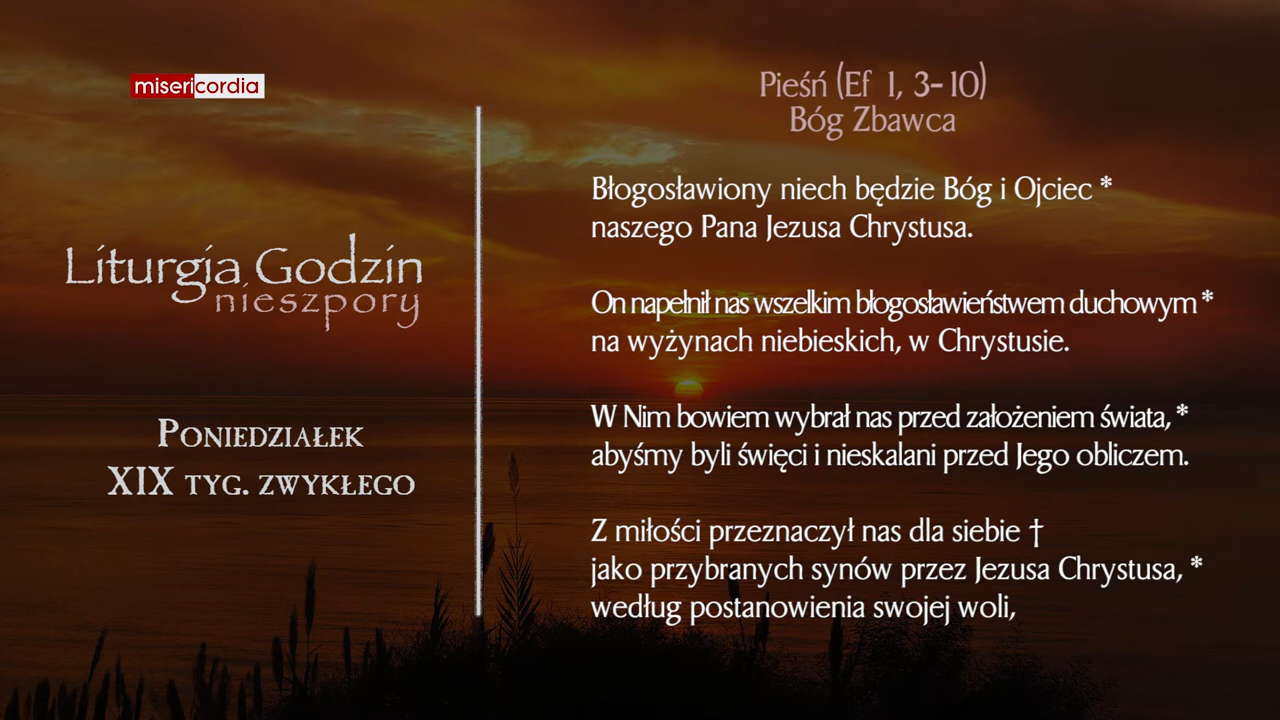 misericordia
Liturgia Godzin
nieszpory
Poniedziałek
XIX tyg. zwykłego
Pieśń (Ef 1, 3-10)
Bóg Zbawca
Błogosławiony niech będzie Bóg i Ojciec *
naszego Pana Jezusa Chrystusa.
On napełnił nas wszelkim błogosławieństwem duchowym *
na wyżynach niebieskich, w Chrystusie.
W Nim bowiem wybrał nas przed założeniem świata, *
abyśmy byli święci i nieskalani przed Jego obliczem.
Z miłości przeznaczył nas dla siebie †
jako przybranych synów przez Jezusa Chrystusa, *
według postanowienia swojej woli,